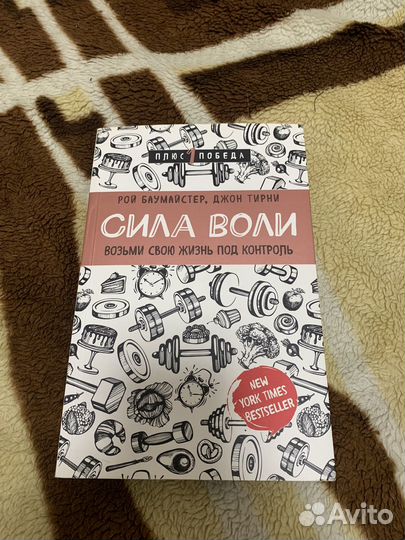 ПЛЮС 1 ПОБЕДА
РОЙ БАУМАЙСТЕР, ДЖОН ТИРНИ
СИЛА ВОЛИ
ВОЗЬМИ СВОЮ ЖИЗНЬ ПОД КОНТРОЛЬ
NEW
YORK TIMES
BESTSELLER
Avito